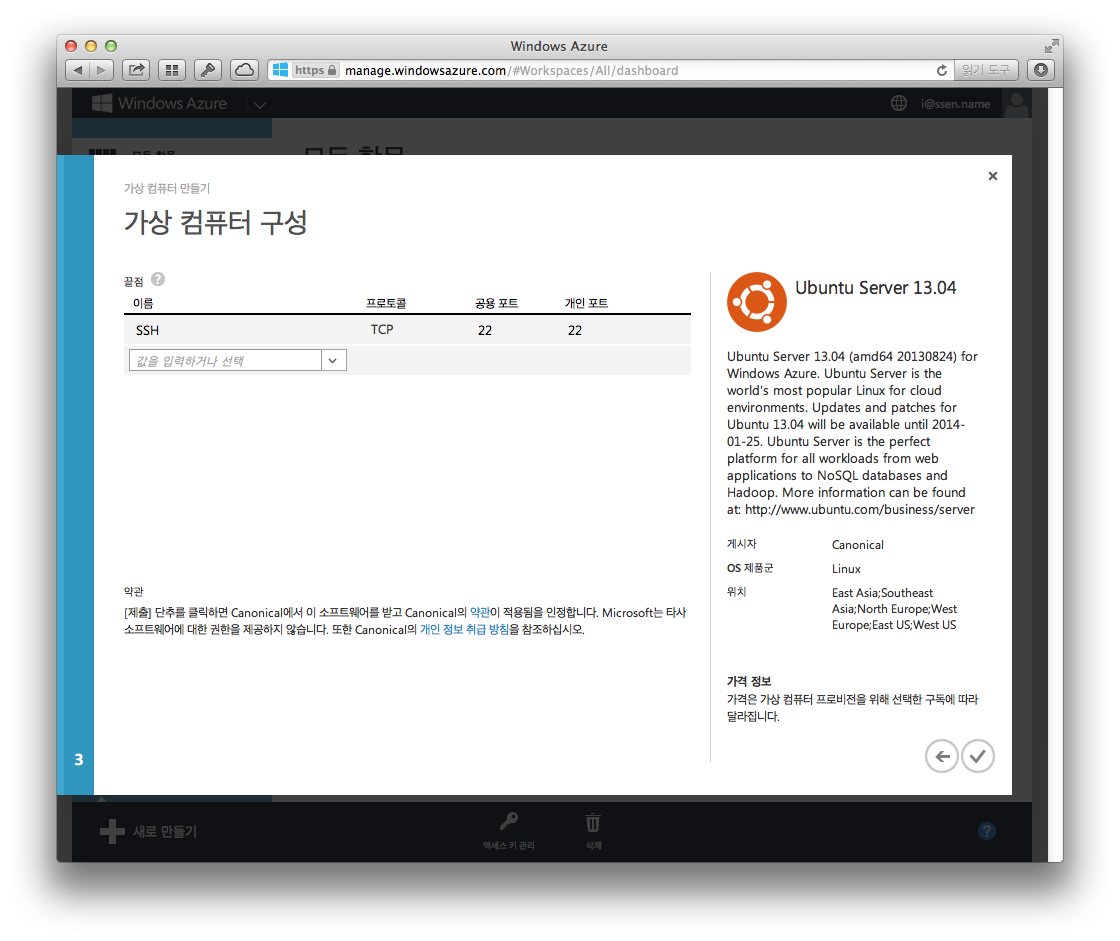 Windows Azure
https
manage.windowsazure.com/#Workspaces/All/dashboard
읽기 도구
Windows Azure
i@ssen.name
모든 항목
모든 항목
가상 컴퓨터 만들기
가상 컴퓨터 구성
끝점 ?
이름 프로토콜 공용 포트 개인 포트
SSH TCP 22 22
값을 입력하거나 선택
약관
[제출] 단추를 클릭하면 Canonical에서 이 소프트웨어를 받고 Canonical의 약관이 적용됨을 인정합니다. Microsoft는 타사
소프트웨어에 대한 권한을 제공하지 않습니다. 또한 Canonical의 개인 정보 취급 방침을 참조하십시오.
Ubuntu Server 13.04
Ubuntu Server 13.04 (amd64 20130824) for
Windows Azure. Ubuntu Server is the
world's most popular Linux for cloud
environments. Updates and patches for
Ubuntu 13.04 will be available until 2014-
01-25. Ubuntu Server is the perfect
platform for all workloads from web
applications to NoSQL databases and
Hadoop. More information can be found
at: http://www.ubuntu.com/business/server
게시자 Canonical
OS 제품군 Linux
위치 East Asia;Southeast
Asia;North Europe;West
Europe;East US;West US
가격 정보
가격은 가상 컴퓨터 프로비전을 위해 선택한 구독에 따라
달라집니다.
3
새로 만들기
액세스 키 관리
삭제
?